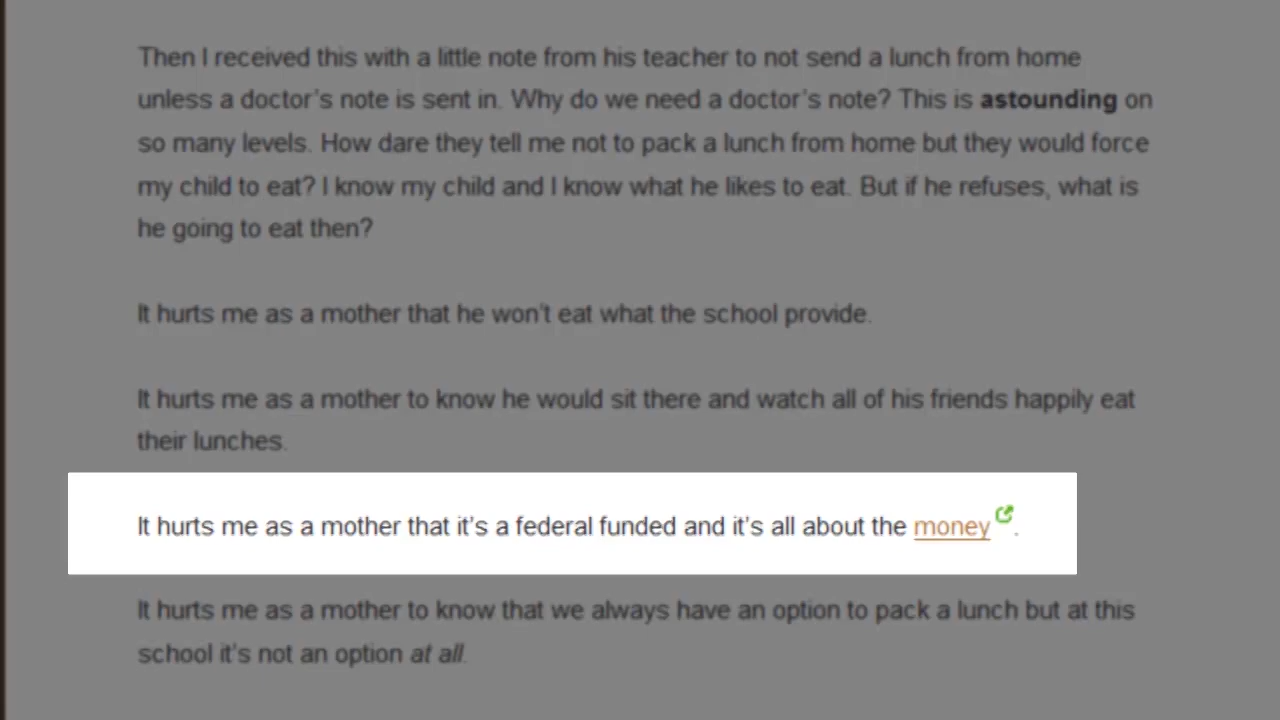 Then I received this with a little note from his teacher to not send a lunch from home
unless a doctor's note is sent in. Why do we need a doctor's note? This is astounding on
so many levels. How dare they tell me not to pack a lunch from home but they would force
my child to eat? I know my child and I know what he likes to eat. But if he refuses, what is
he going to eat then?
It hurts me as a mother that he won't eat what the school provide.
It hurts me as a mother to know he would sit there and watch all of his friends happily eat
their lunches.
It hurts me as a mother that it's a federal funded and it's all about the money.
It hurts me as a mother to know that we always have an option to pack a lunch but at this
school it's not an option at all.